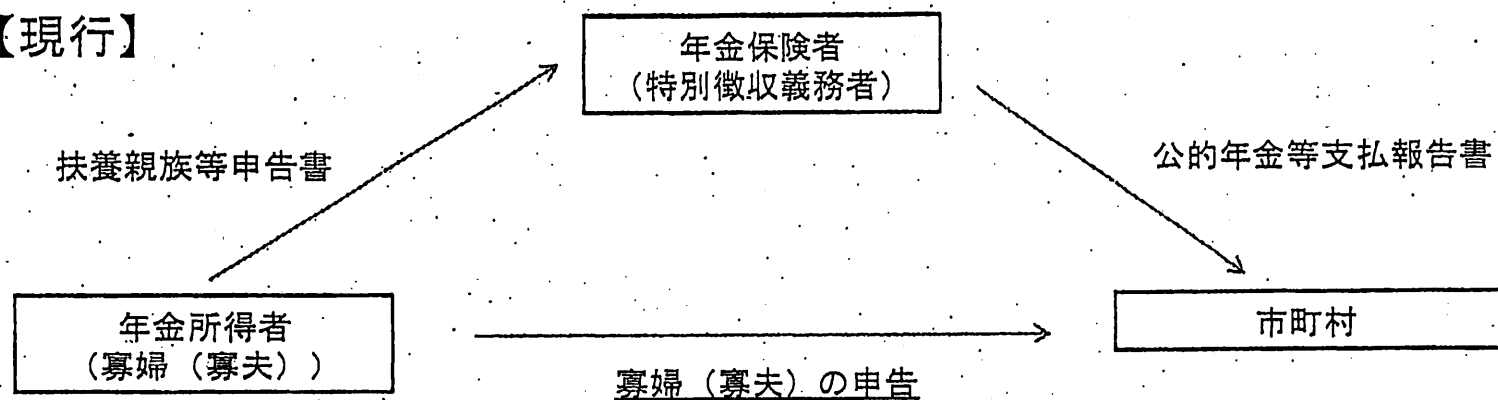 【現行】
年金保険者
（特別徴収義務者）
扶養親族等申告書
公的年金等支払報告書
年金所得者
（寡婦（寡夫））
市町村
寡婦（寡夫）の申告